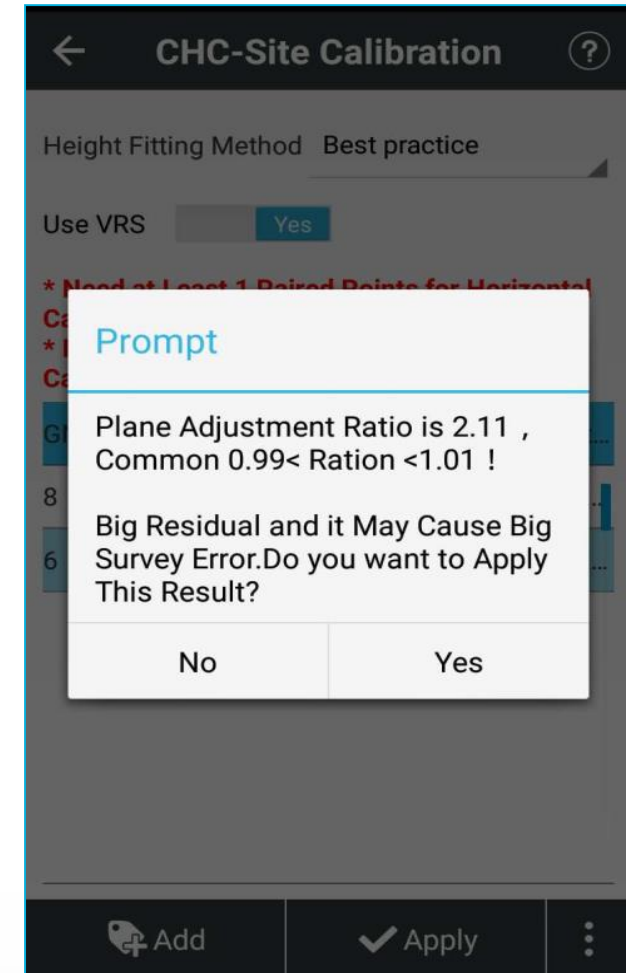 CHC-Site Calibration ?
Height Fitting Method Best practice
Use VRS Yes
* Need at Least 1 Paired Points for Horizontal
*
Prompt
Plane Adjustment Ratio is 2.11 ,
Common 0.99< Ration <1.01 !
Big Residual and it May Cause Big
Survey Error.Do you want to Apply
This Result?
8
6
No Yes
Add Apply